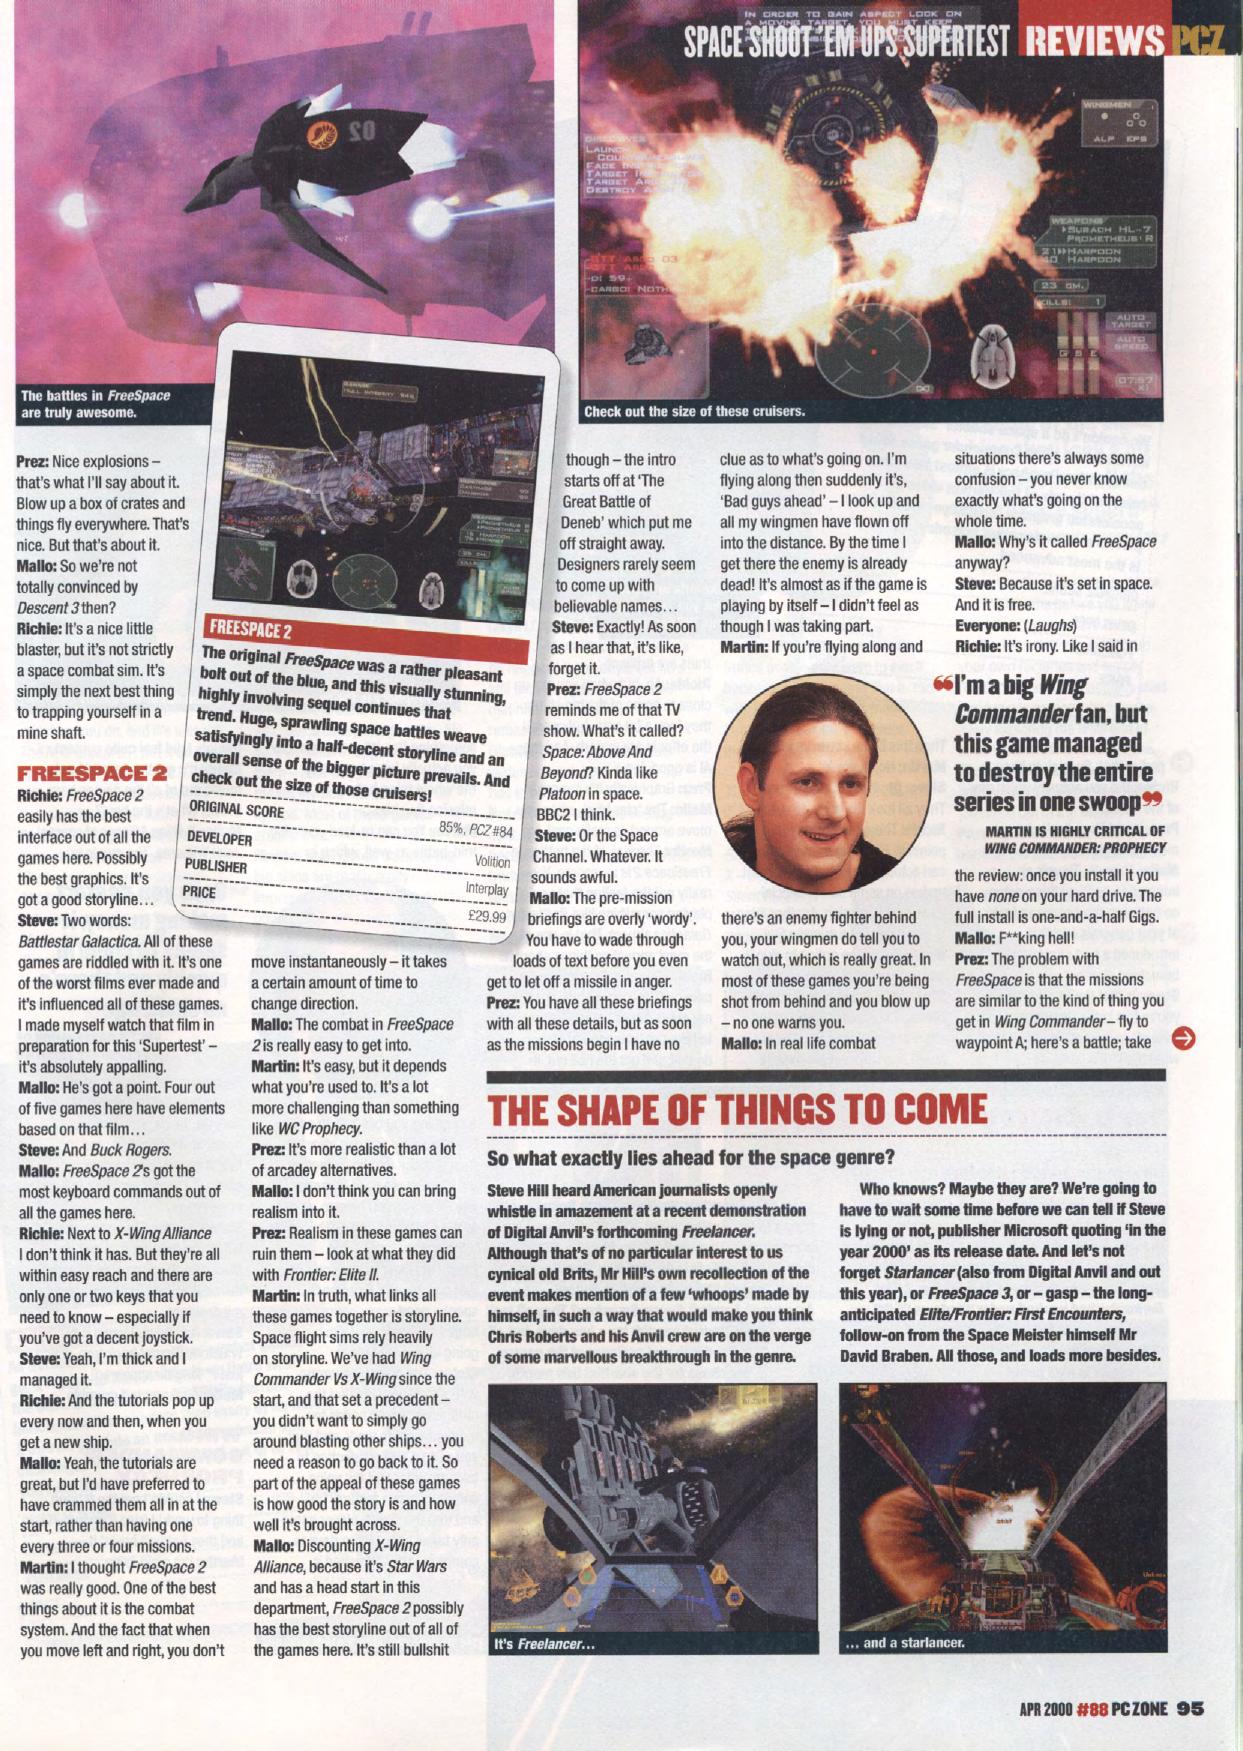 SPACE SHOOT 'EM UPS SUPERTEST REVIEWS PCZ
IN ORDER TO GAIN ASPECT LOCK ON
A MOVING TARGET, YOU MUST KEEP
WINGMEN
ALP EPS
DIRECTIVES
LAUNCH
DESTROY
WEAPONS
SUBACH HL-7
PROMETHEUS R
HARPOON
40 HARPOON
23 GM.
KILLS: 1
AUTO
TARGET
AUTO
SPEED
G S E
02
The battles in FreeSpace
are truly awesome.
Check out the size of these cruisers.
Prez: Nice explosions –
that's what I'll say about it.
Blow up a box of crates and
things fly everywhere. That's
nice. But that's about it.
Mallo: So we're not
totally convinced by
Descent 3 then?
Richie: It's a nice little
blaster, but it's not strictly
a space combat sim. It's
simply the next best thing
to trapping yourself in a
mine shaft.
FREESPACE 2
Richie: FreeSpace 2
easily has the best
interface out of all the
games here. Possibly
the best graphics. It's
got a good storyline…
Steve: Two words:
Battlestar Galactica. All of these
games are riddled with it. It's one
of the worst films ever made and
it's influenced all of these games.
I made myself watch that film in
preparation for this 'Supertest' –
it's absolutely appalling.
Mallo: He's got a point. Four out
of five games here have elements
based on that film…
Steve: And Buck Rogers.
Mallo: FreeSpace 2's got the
most keyboard commands out of
all the games here.
Richie: Next to X-Wing Alliance
I don't think it has. But they're all
within easy reach and there are
only one or two keys that you
need to know – especially if
you've got a decent joystick.
Steve: Yeah, I'm thick and I
managed it.
Richie: And the tutorials pop up
every now and then, when you
get a new ship.
Mallo: Yeah, the tutorials are
great, but I'd have preferred to
have crammed them all in at the
start, rather than having one
every three or four missions.
Martin: I thought FreeSpace 2
was really good. One of the best
things about it is the combat
system. And the fact that when
you move left and right, you don't
FREESPACE 2
The original FreeSpace was a rather pleasant
bolt out of the blue, and this visually stunning,
highly involving sequel continues that
trend. Huge, sprawling space battles weave
satisfyingly into a half-decent storyline and an
overall sense of the bigger picture prevails. And
check out the size of those cruisers!
ORIGINAL SCORE 85%, PCZ #84
DEVELOPER Volition
PUBLISHER Interplay
PRICE £29.99
move instantaneously – it takes
a certain amount of time to
change direction.
Mallo: The combat in FreeSpace
2 is really easy to get into.
Martin: It's easy, but it depends
what you're used to. It's a lot
more challenging than something
like WC Prophecy.
Prez: It's more realistic than a lot
of arcadey alternatives.
Mallo: I don't think you can bring
realism into it.
Prez: Realism in these games can
ruin them – look at what they did
with Frontier: Elite II.
Martin: In truth, what links all
these games together is storyline.
Space flight sims rely heavily
on storyline. We've had Wing
Commander Vs X-Wing since the
start, and that set a precedent –
you didn't want to simply go
around blasting other ships… you
need a reason to go back to it. So
part of the appeal of these games
is how good the story is and how
well it's brought across.
Mallo: Discounting X-Wing
Alliance, because it's Star Wars
and has a head start in this
department, FreeSpace 2 possibly
has the best storyline out of all of
the games here. It's still bullshit
though – the intro
starts off at 'The
Great Battle of
Deneb' which put me
off straight away.
Designers rarely seem
to come up with
believable names…
Steve: Exactly! As soon
as I hear that, it's like,
forget it.
Prez: FreeSpace 2
reminds me of that TV
show. What's it called?
Space: Above And
Beyond? Kinda like
Platoon in space.
BBC2 I think.
Steve: Or the Space
Channel. Whatever. It
sounds awful.
Mallo: The pre-mission
briefings are overly 'wordy'.
You have to wade through
loads of text before you even
get to let off a missile in anger.
Prez: You have all these briefings
with all these details, but as soon
as the missions begin I have no
clue as to what's going on. I'm
flying along then suddenly it's,
'Bad guys ahead' – I look up and
all my wingmen have flown off
into the distance. By the time I
get there the enemy is already
dead! It's almost as if the game is
playing by itself – I didn't feel as
though I was taking part.
Martin: If you're flying along and
there's an enemy fighter behind
you, your wingmen do tell you to
watch out, which is really great. In
most of these games you're being
shot from behind and you blow up
– no one warns you.
Mallo: In real life combat
situations there's always some
confusion – you never know
exactly what's going on the
whole time.
Mallo: Why's it called FreeSpace
anyway?
Steve: Because it's set in space.
And it is free.
Everyone: (Laughs)
Richie: It's irony. Like I said in
“I'm a big Wing
Commander fan, but
this game managed
to destroy the entire
series in one swoop”
MARTIN IS HIGHLY CRITICAL OF
WING COMMANDER: PROPHECY
the review: once you install it you
have none on your hard drive. The
full install is one-and-a-half Gigs.
Mallo: F**king hell!
Prez: The problem with
FreeSpace is that the missions
are similar to the kind of thing you
get in Wing Commander – fly to
waypoint A; here's a battle; take
THE SHAPE OF THINGS TO COME
So what exactly lies ahead for the space genre?
Steve Hill heard American journalists openly
whistle in amazement at a recent demonstration
of Digital Anvil's forthcoming Freelancer.
Although that's of no particular interest to us
cynical old Brits, Mr Hill's own recollection of the
event makes mention of a few 'whoops' made by
himself, in such a way that would make you think
Chris Roberts and his Anvil crew are on the verge
of some marvellous breakthrough in the genre.
Who knows? Maybe they are? We're going to
have to wait some time before we can tell if Steve
is lying or not, publisher Microsoft quoting 'in the
year 2000' as its release date. And let's not
forget Starlancer (also from Digital Anvil and out
this year), or FreeSpace 3, or – gasp – the long-
anticipated Elite/Frontier: First Encounters,
follow-on from the Space Meister himself Mr
David Braben. All those, and loads more besides.
It's Freelancer…
… and a starlancer.
APR 2000 #88 PC ZONE 95